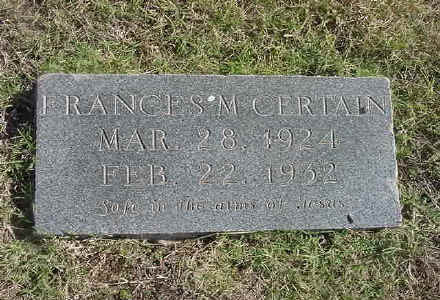 FRANCES M CERTAIN
MAR. 28, 1924
FEB. 22, 1932
Safe in the arms of Jesus